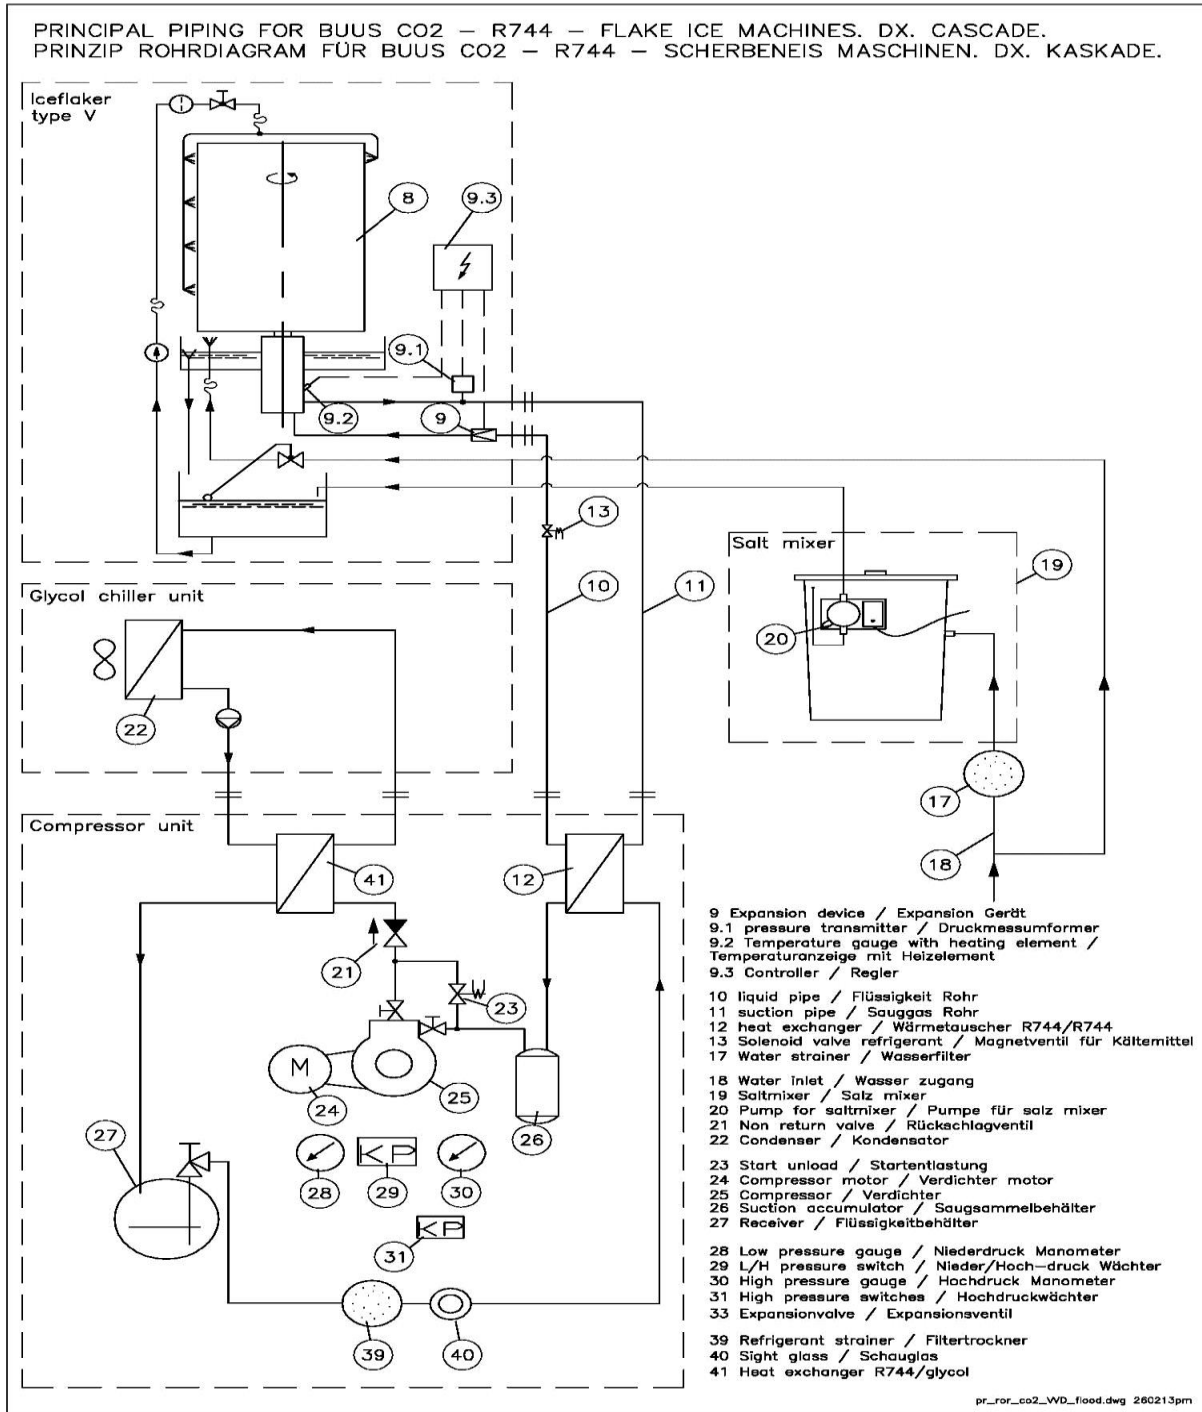 PRINCIPAL PIPING FOR BUUS CO2 – R744 – FLAKE ICE MACHINES. DX. CASCADE.
PRINZIP ROHRDIAGRAM FÜR BUUS CO2 – R744 – SCHERBENEIS MASCHINEN. DX. KASKADE.
Iceflaker
type V
8
9.3
9.1
9.2
9
13
10
11
Salt mixer
19
20
Glycol chiller unit
22
17
18
Compressor unit
41
12
21
23
M
24
25
26
27
28
KP
29
30
KP
31
39
40
9 Expansion device / Expansion Gerät
9.1 pressure transmitter / Druckmessumformer
9.2 Temperature gauge with heating element /
Temperaturanzeige mit Heizelement
9.3 Controller / Regler
10 liquid pipe / Flüssigkeit Rohr
11 suction pipe / Sauggas Rohr
12 heat exchanger / Wärmetauscher R744/R744
13 Solenoid valve refrigerant / Magnetventil für Kältemittel
17 Water strainer / Wasserfilter
18 Water inlet / Wasser zugang
19 Saltmixer / Salz mixer
20 Pump for saltmixer / Pumpe für salz mixer
21 Non return valve / Rückschlagventil
22 Condenser / Kondensator
23 Start unload / Startentlastung
24 Compressor motor / Verdichter motor
25 Compressor / Verdichter
26 Suction accumulator / Saugsammelbehälter
27 Receiver / Flüssigkeitbehälter
28 Low pressure gauge / Niederdruck Manometer
29 L/H pressure switch / Nieder/Hoch–druck Wächter
30 High pressure gauge / Hochdruck Manometer
31 High pressure switches / Hochdruckwächter
33 Expansionvalve / Expansionsventil
39 Refrigerant strainer / Filtertrockner
40 Sight glass / Schauglas
41 Heat exchanger R744/glycol
pr_ror_co2_VVD_flood.dwg 260213pm